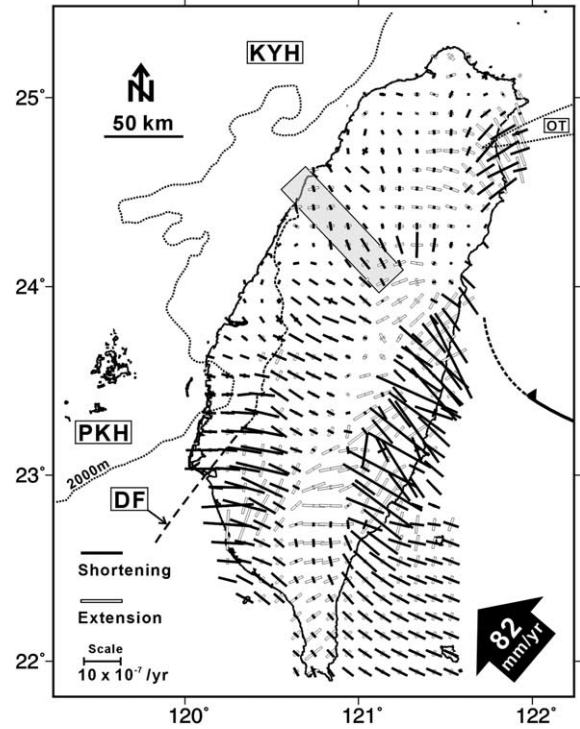 KYH
N
50 km
25°
OT
24°
PKH
2000m
23°
DF
Shortening
Extension
Scale
10 x 10⁻⁷ /yr
82
mm/yr
22°
120° 121° 122°